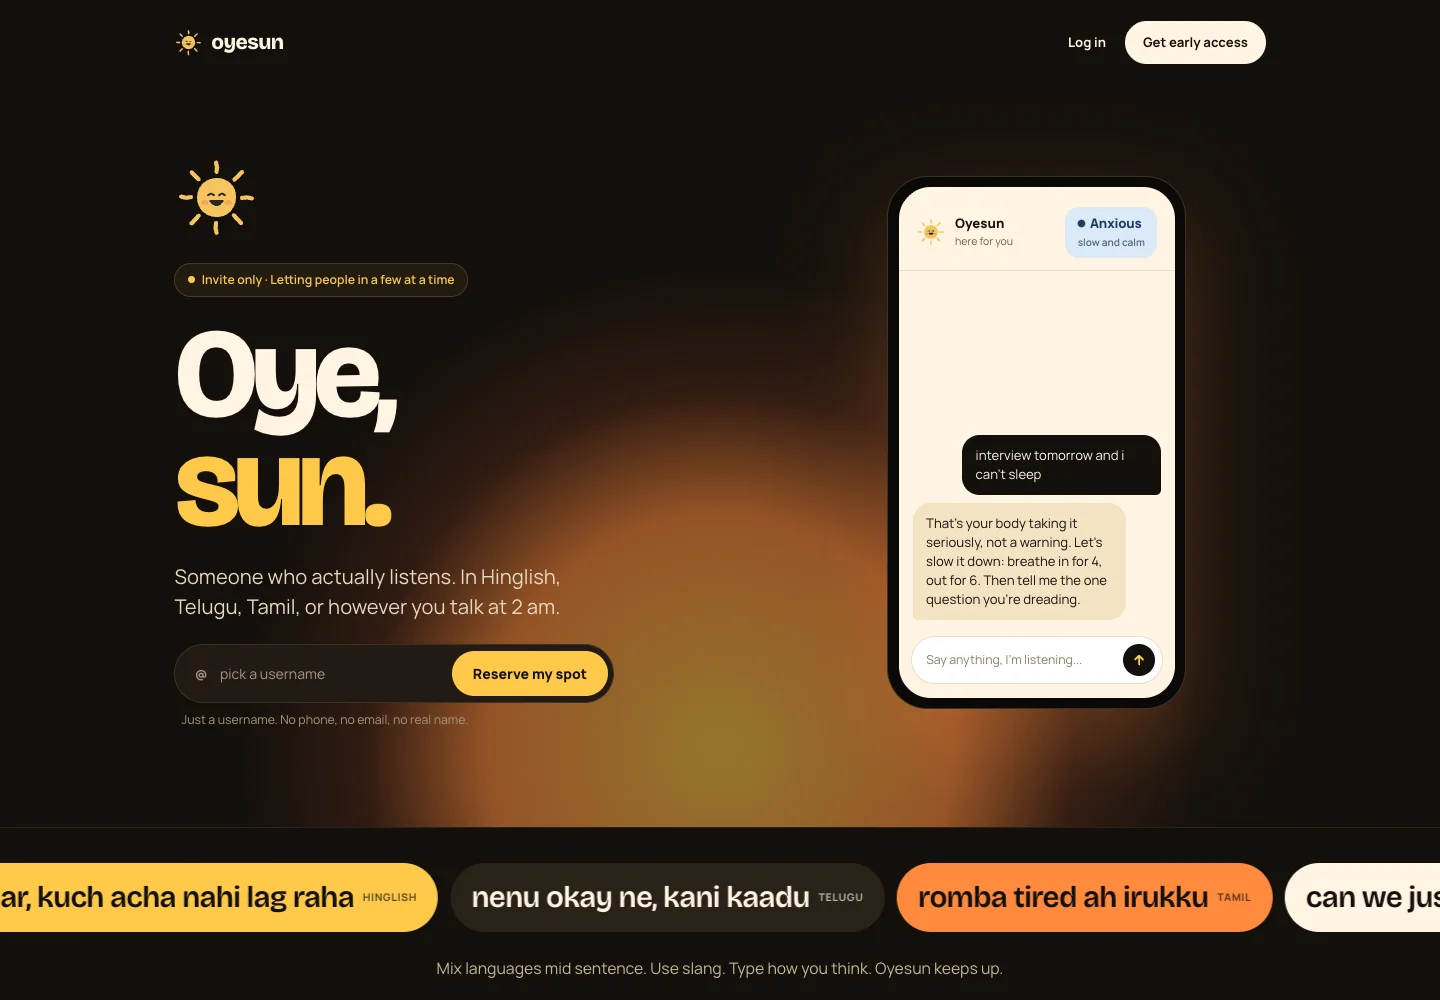 oyesun
Log in
Get early access
Invite only · Letting people in a few at a time
Oye,
sun.
Someone who actually listens. In Hinglish,
Telugu, Tamil, or however you talk at 2 am.
@ pick a username
Reserve my spot
Just a username. No phone, no email, no real name.
Oyesun
here for you
Anxious
slow and calm
interview tomorrow and i
can't sleep
That's your body taking it
seriously, not a warning. Let's
slow it down: breathe in for 4,
out for 6. Then tell me the one
question you're dreading.
Say anything, I'm listening...
ar, kuch acha nahi lag raha HINGLISH
nenu okay ne, kani kaadu TELUGU
romba tired ah irukku TAMIL
can we jus
Mix languages mid sentence. Use slang. Type how you think. Oyesun keeps up.